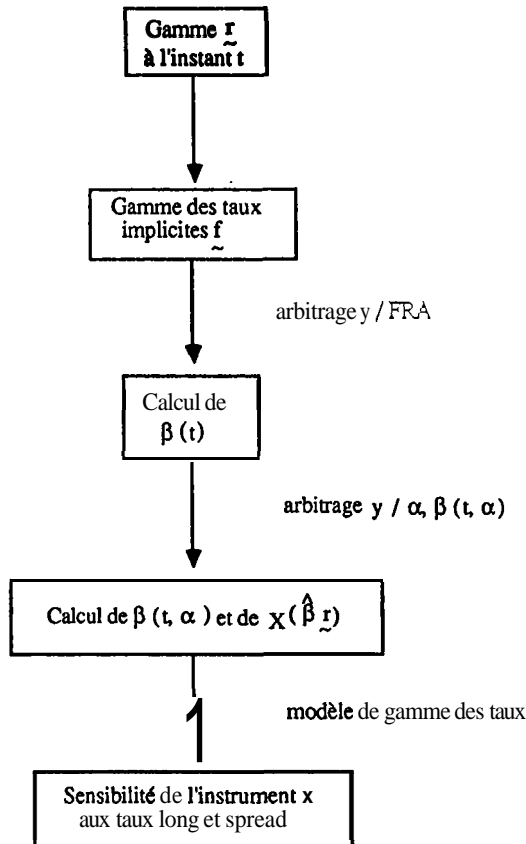 Gamme r̰
à l'instant t
Gamme des taux
implicites f̰
arbitrage y / FRA
Calcul de
β (t)
arbitrage y / α, β (t, α)
Calcul de β (t, α ) et de X( β̂ r̰)
modèle de gamme des taux
Sensibilité de l'instrument x
aux taux long et spread